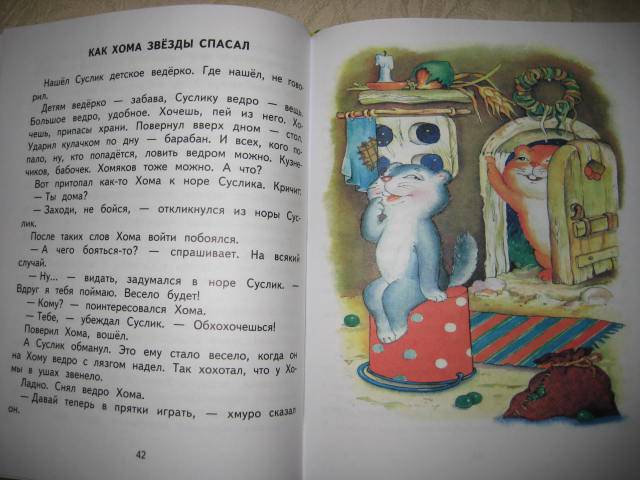 КАК ХОМА ЗВЁЗДЫ СПАСАЛ
Нашёл Суслик детское ведёрко. Где нашёл, не гово-
рил.
Детям ведёрко — забава, Суслику ведро — вещь.
Большое ведро, удобное. Хочешь, пей из него. Хо-
чешь, припасы храни. Повернул вверх дном — стол.
Ударил кулачком по дну — барабан. И всех, кого по-
пало, ну, кто попадётся, ловить ведром можно. Кузне-
чиков, бабочек. Хомяков тоже можно. А что?
Вот притопал как-то Хома к норе Суслика. Кричит:
— Ты дома?
— Заходи, не бойся, — откликнулся из норы Сус-
лик.
После таких слов Хома войти побоялся.
— А чего бояться-то? — спрашивает. На всякий
случай.
— Ну... — видать, задумался в норе Суслик. —
Вдруг я тебя поймаю. Весело будет!
— Кому? — поинтересовался Хома.
— Тебе, — убеждал Суслик. — Обхохочешься!
Поверил Хома, вошёл.
А Суслик обманул. Это ему стало весело, когда он
на Хому ведро с лязгом надел. Так хохотал, что у Хо-
мы в ушах звенело.
Ладно. Снял ведро Хома.
— Давай теперь в прятки играть, — хмуро сказал
он.
42